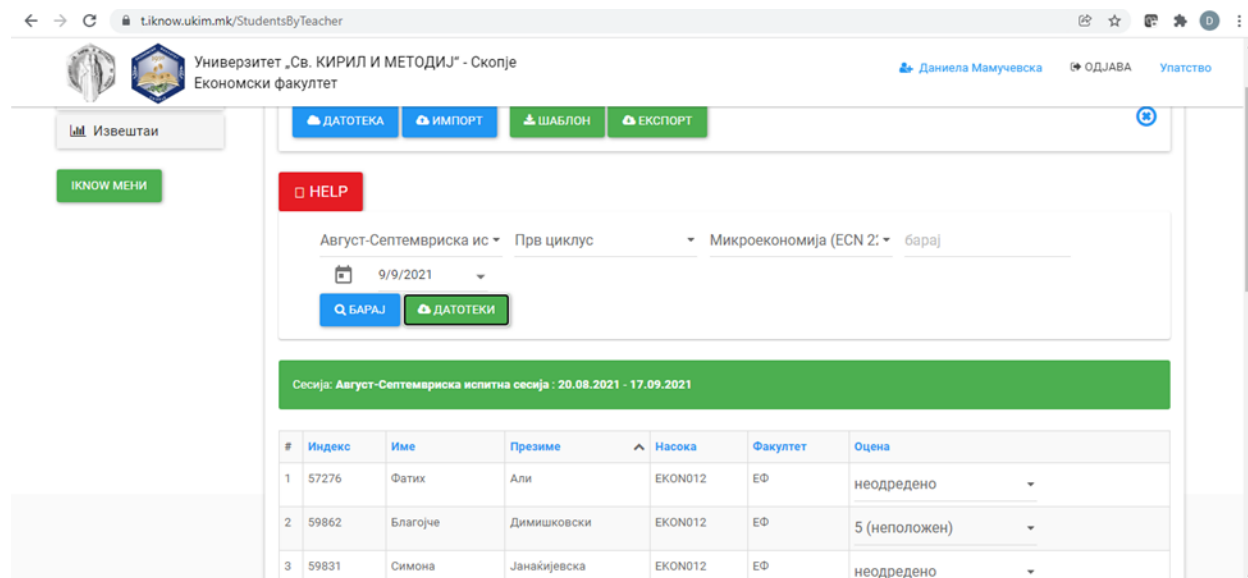 t.iknow.ukim.mk/StudentsByTeacher
D
Универзитет „Св. КИРИЛ И МЕТОДИЈ“ - Скопје
Економски факултет
Даниела Мамучевска
ОДЈАВА
Упатство
Извештаи
ДАТОТЕКА ИМПОРТ ШАБЛОН ЕКСПОРТ
IKNOW МЕНИ
HELP
Август-Септемвриска ис Прв циклус Микроекономија (ECN 2: барај
9/9/2021
БАРАЈ ДАТОТЕКИ
Сесија: Август-Септемвриска испитна сесија : 20.08.2021 - 17.09.2021
# Индекс Име Презиме Насока Факултет Оцена
1 57276 Фатих Али EKON012 ЕФ неодредено
2 59862 Благојче Димишковски EKON012 ЕФ 5 (неположен)
3 59831 Симона Јанаќијевска EKON012 ЕФ неодредено